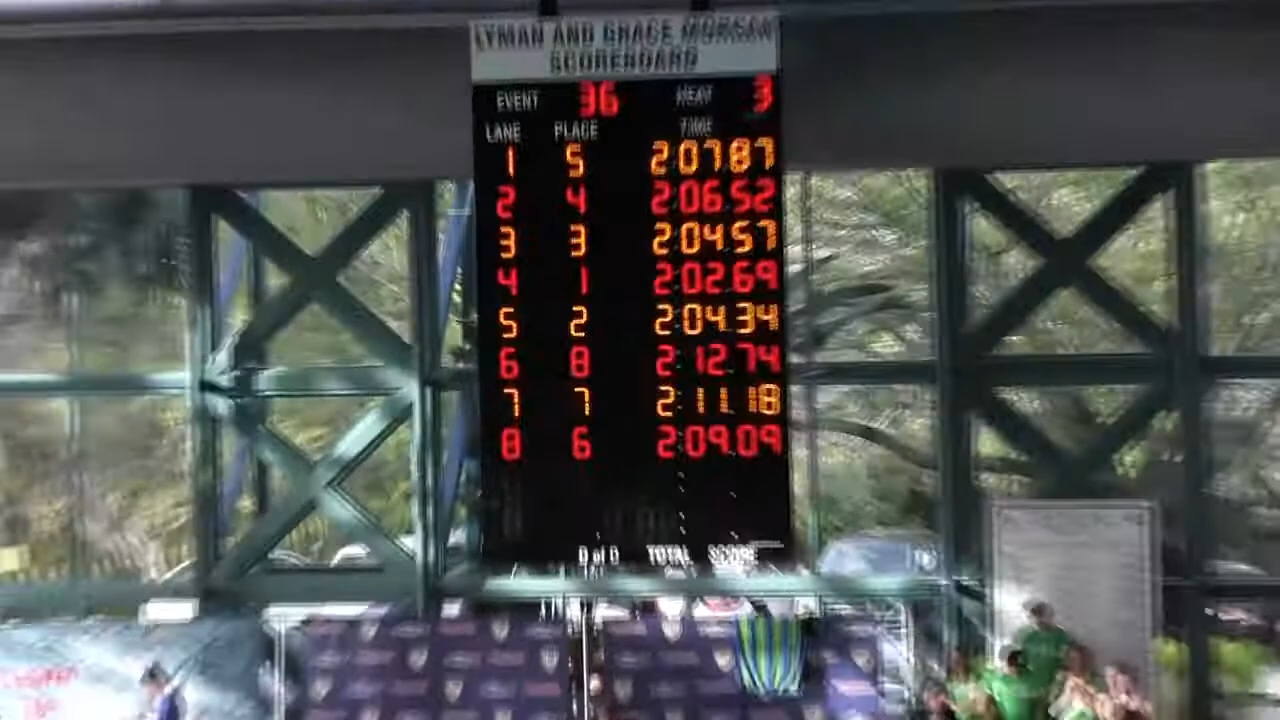 LYMAN AND GRACE MORGAN
SCOREBOARD
EVENT 36 HEAT 3
LANE PLACE TIME
1 5 2:07.87
2 4 2:06.52
3 3 2:04.57
4 1 2:02.69
5 2 2:04.34
6 8 2:12.74
7 7 2:11.18
8 6 2:09.09
TOTAL SCORE